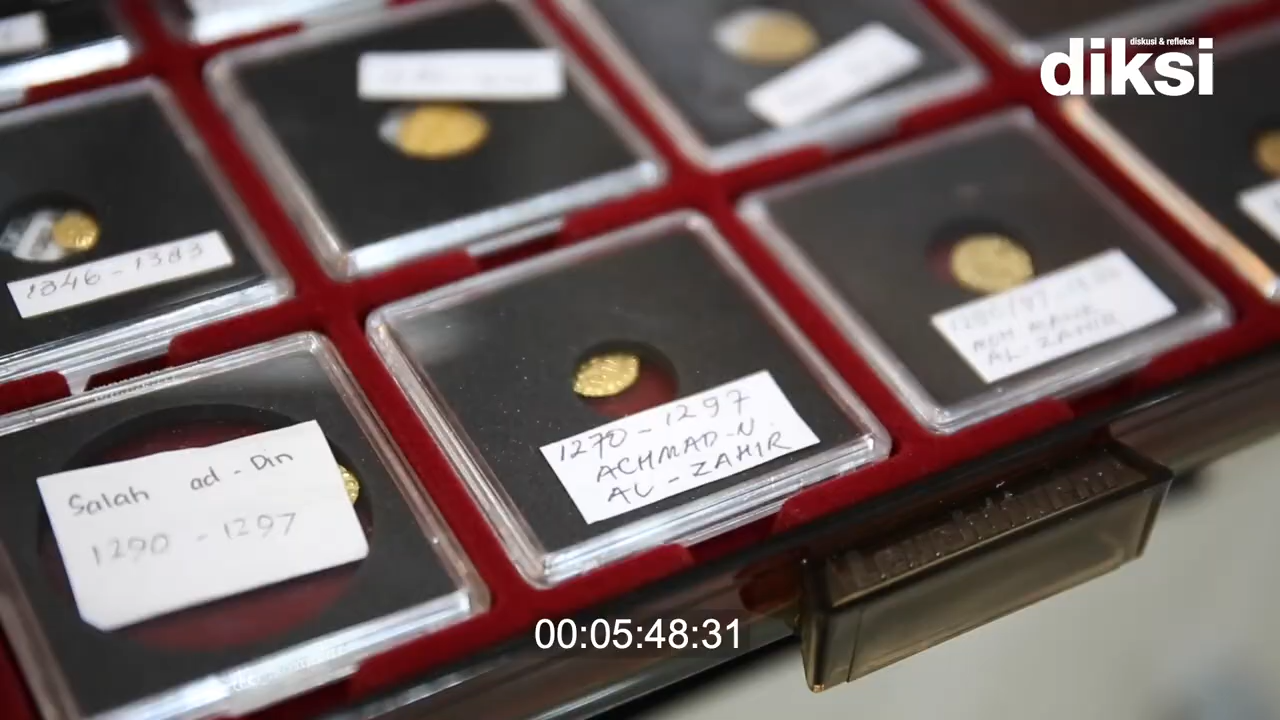 diskusi & refleksi
diksi
1346 - 1383
AL-ZAHIR
1270 - 1297
ACHMAD-N.
AL-ZAHIR
Salah ad-Din
1290 - 1297
00:05:48:31